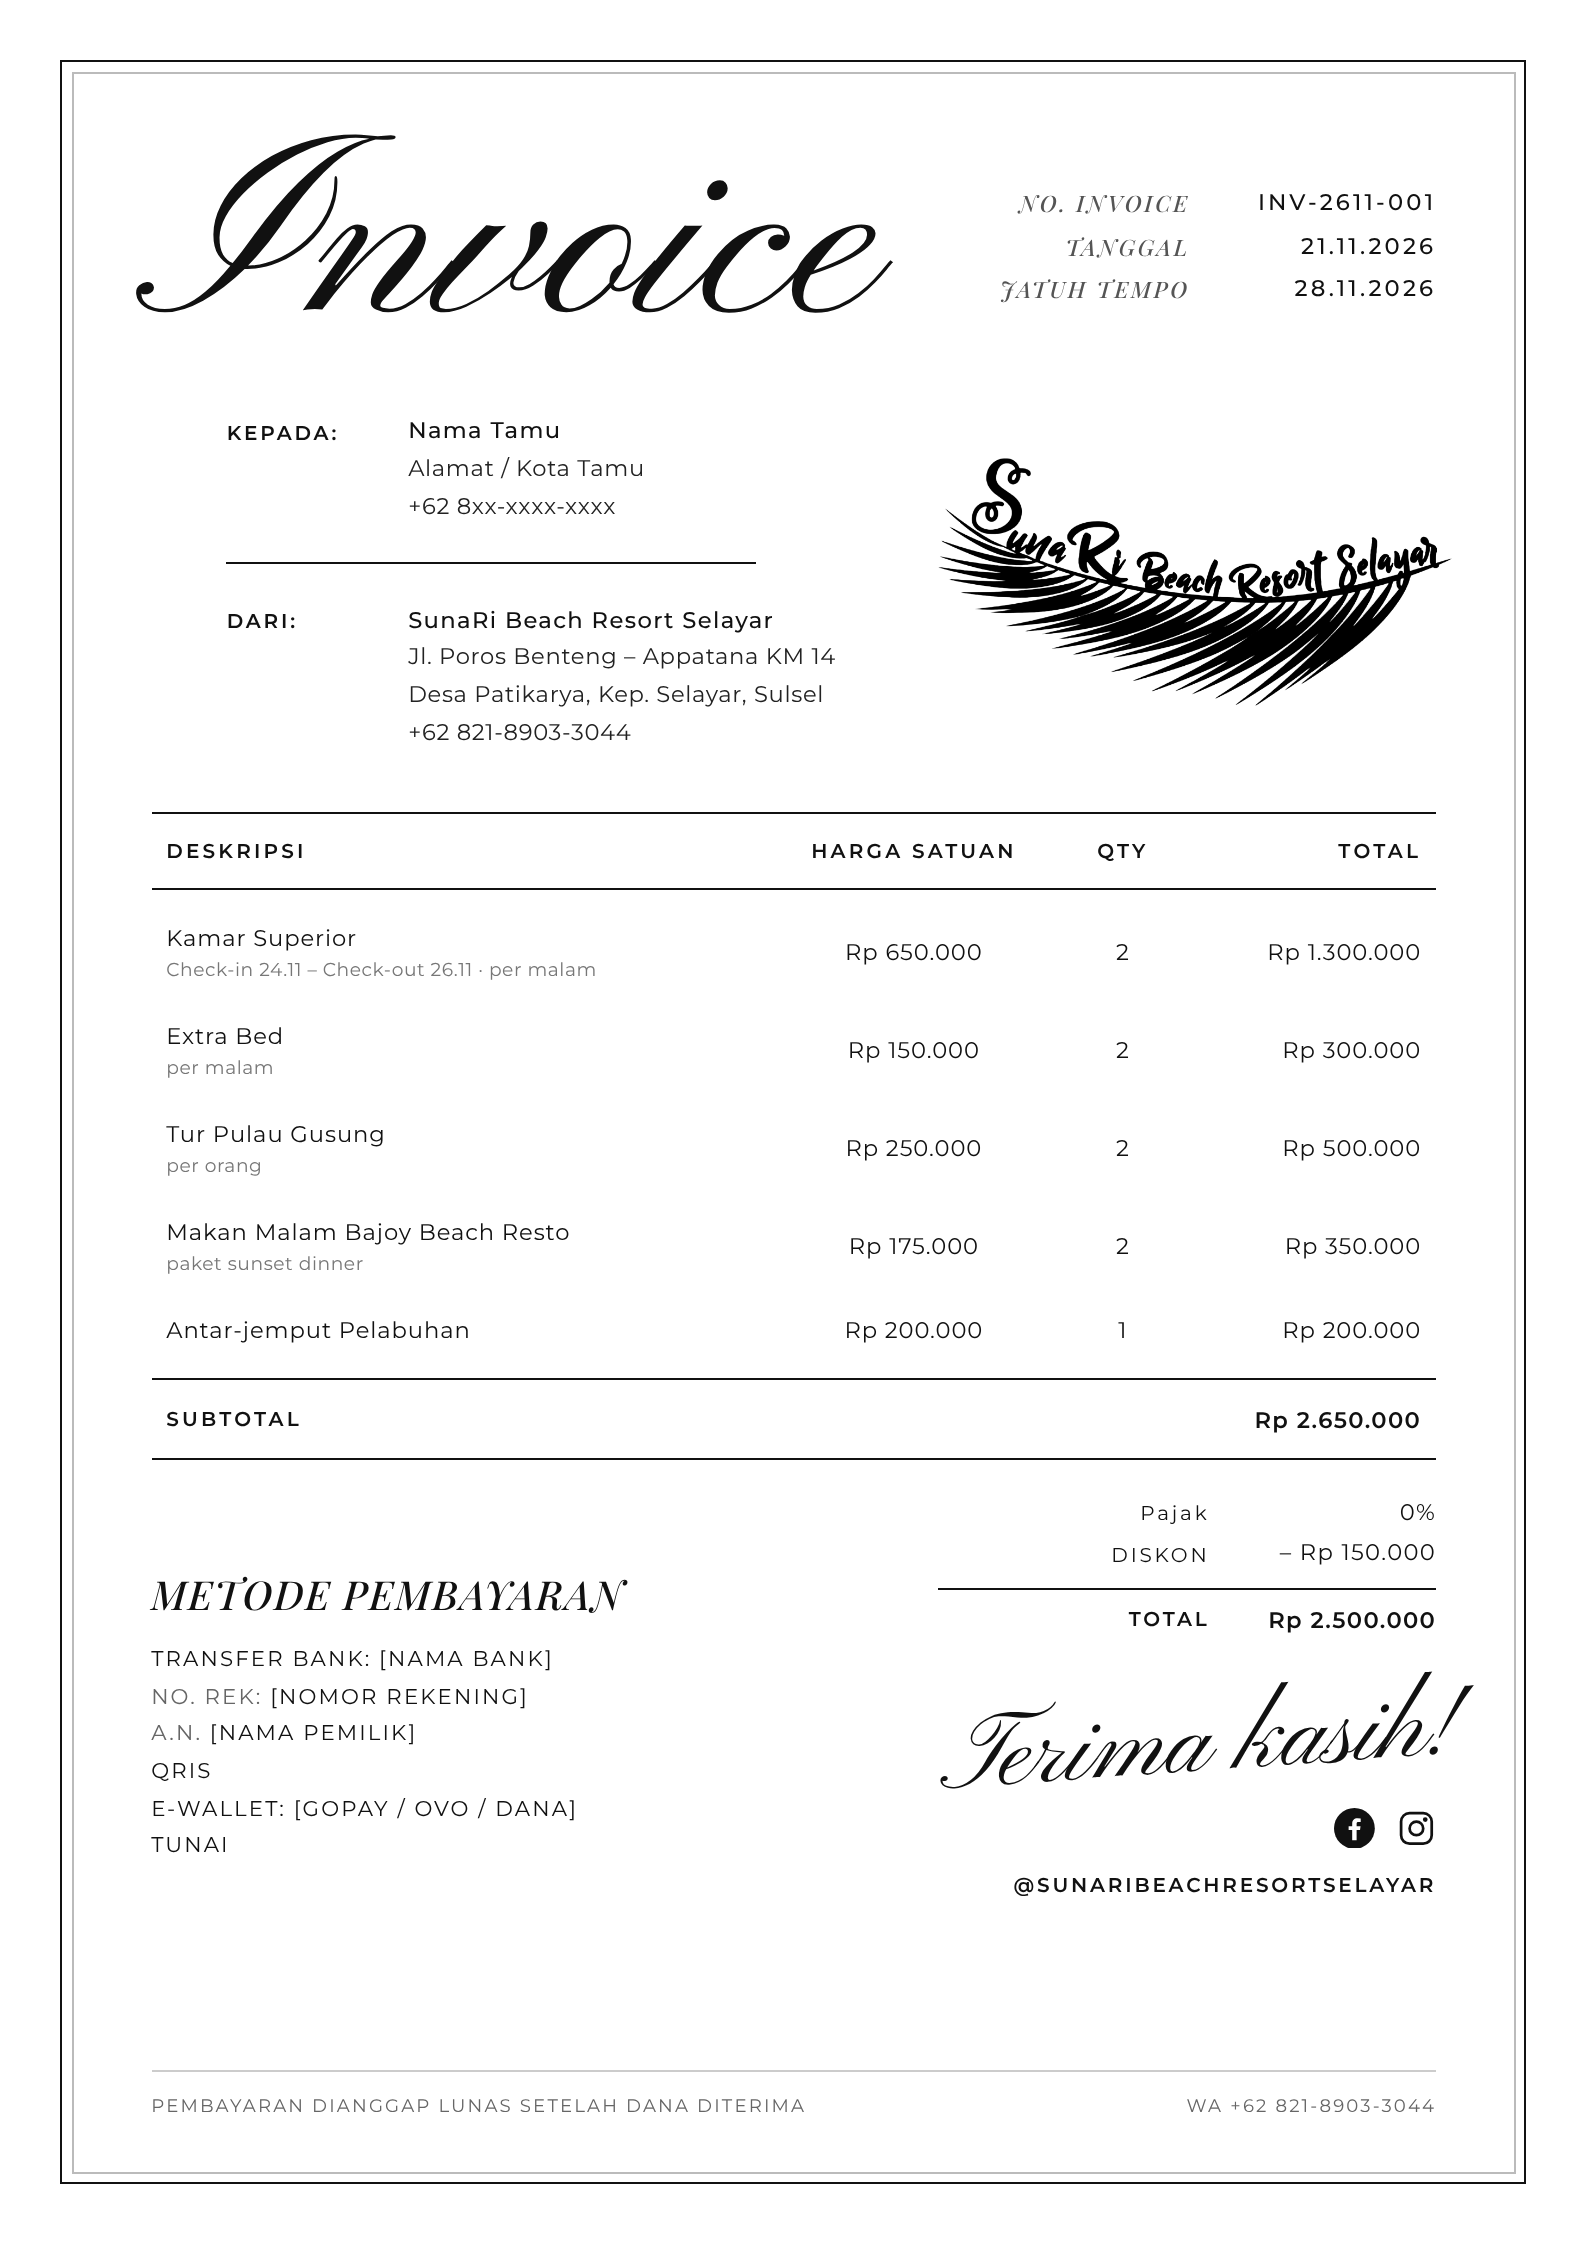 Invoice
NO. INVOICE INV-2611-001
TANGGAL 21.11.2026
JATUH TEMPO 28.11.2026
KEPADA: Nama Tamu
Alamat / Kota Tamu
+62 8xx-xxxx-xxxx
SunaRi Beach Resort Selayar
DARI: SunaRi Beach Resort Selayar
Jl. Poros Benteng – Appatana KM 14
Desa Patikarya, Kep. Selayar, Sulsel
+62 821-8903-3044
DESKRIPSI HARGA SATUAN QTY TOTAL
Kamar Superior Rp 650.000 2 Rp 1.300.000
Check-in 24.11 – Check-out 26.11 · per malam
Extra Bed Rp 150.000 2 Rp 300.000
per malam
Tur Pulau Gusung Rp 250.000 2 Rp 500.000
per orang
Makan Malam Bajoy Beach Resto Rp 175.000 2 Rp 350.000
paket sunset dinner
Antar-jemput Pelabuhan Rp 200.000 1 Rp 200.000
SUBTOTAL Rp 2.650.000
Pajak 0%
DISKON – Rp 150.000
TOTAL Rp 2.500.000
METODE PEMBAYARAN
TRANSFER BANK: [NAMA BANK]
NO. REK: [NOMOR REKENING]
A.N. [NAMA PEMILIK]
QRIS
E-WALLET: [GOPAY / OVO / DANA]
TUNAI
Terima kasih!
@SUNARIBEACHRESORTSELAYAR
PEMBAYARAN DIANGGAP LUNAS SETELAH DANA DITERIMA WA +62 821-8903-3044